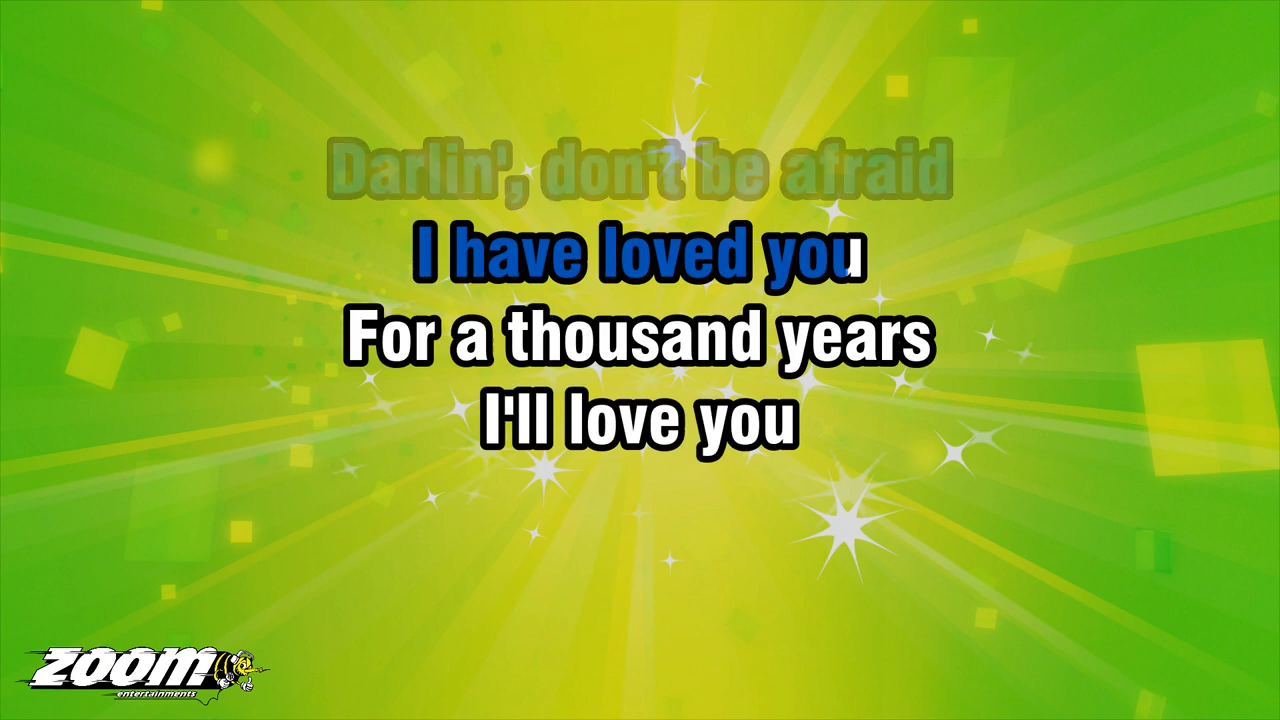 Darlin', don't be afraid
I have loved you
For a thousand years
I'll love you
ZOOM
entertainments